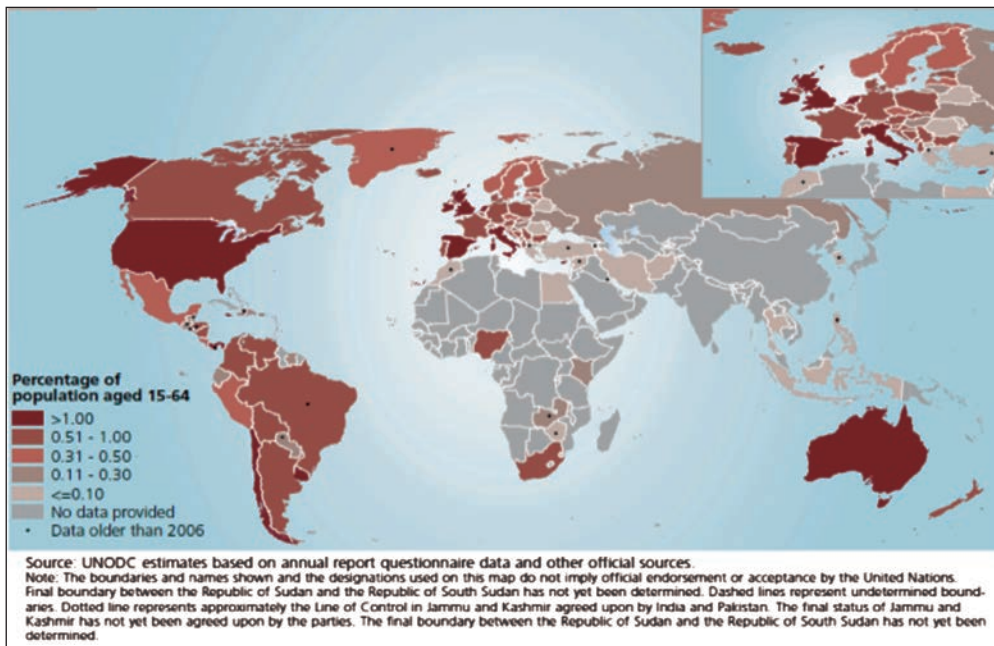 Percentage of
population aged 15-64
>1.00
0.51 - 1.00
0.31 - 0.50
0.11 - 0.30
<=0.10
No data provided
Data older than 2006
Source: UNODC estimates based on annual report questionnaire data and other official sources.
Note: The boundaries and names shown and the designations used on this map do not imply official endorsement or acceptance by the United Nations.
Final boundary between the Republic of Sudan and the Republic of South Sudan has not yet been determined. Dashed lines represent undetermined bound-
aries. Dotted line represents approximately the Line of Control in Jammu and Kashmir agreed upon by India and Pakistan. The final status of Jammu and
Kashmir has not yet been agreed upon by the parties. The final boundary between the Republic of Sudan and the Republic of South Sudan has not yet been
determined.